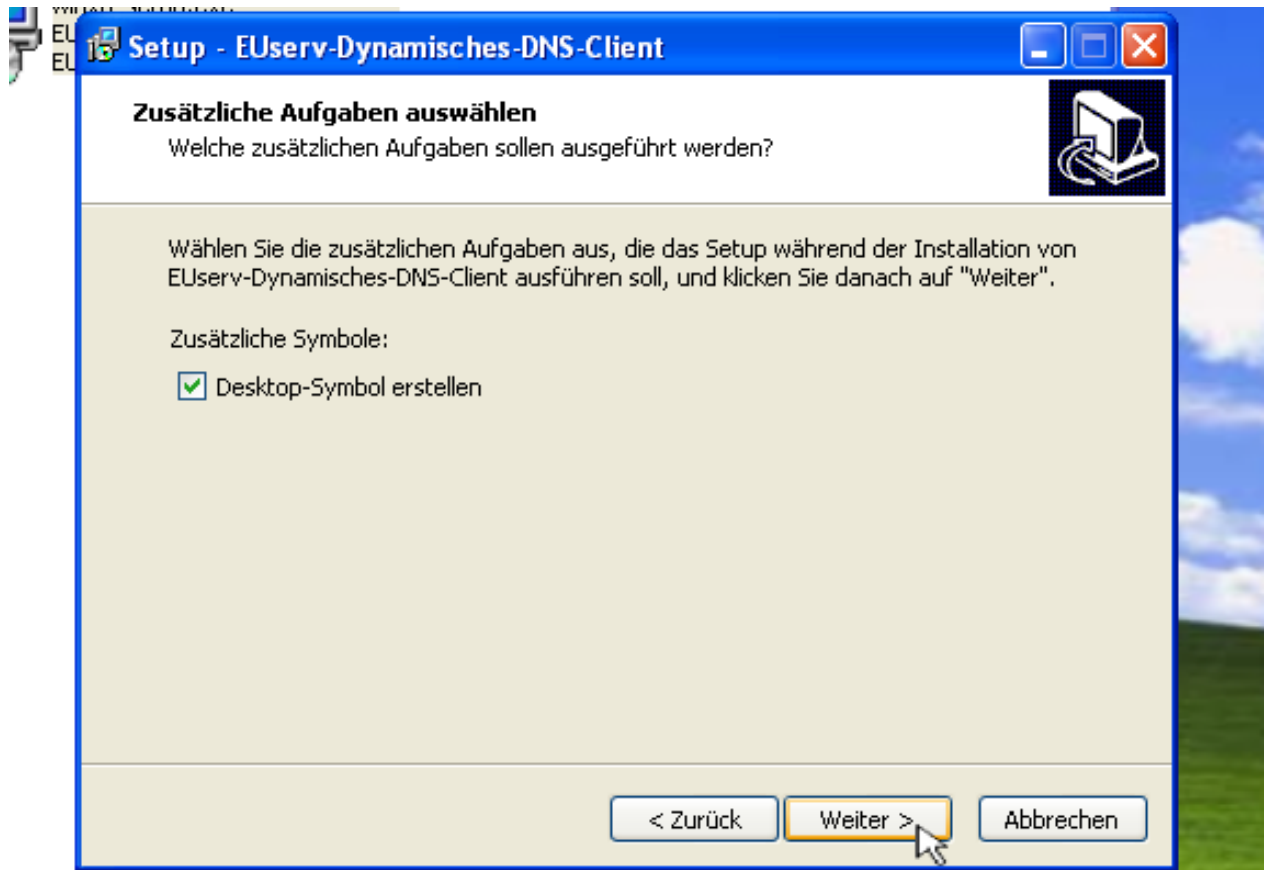 EU
EU
Setup - EUserv-Dynamisches-DNS-Client
Zusätzliche Aufgaben auswählen
Welche zusätzlichen Aufgaben sollen ausgeführt werden?
Wählen Sie die zusätzlichen Aufgaben aus, die das Setup während der Installation von
EUserv-Dynamisches-DNS-Client ausführen soll, und klicken Sie danach auf "Weiter".
Zusätzliche Symbole:
Desktop-Symbol erstellen
< Zurück
Weiter >
Abbrechen